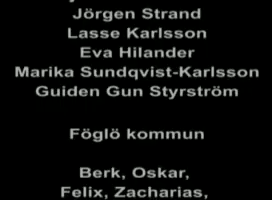 Jörgen Strand
Lasse Karlsson
Eva Hilander
Marika Sundqvist-Karlsson
Guiden Gun Styrström
Föglö kommun
Berk, Oskar,
Felix, Zacharias,